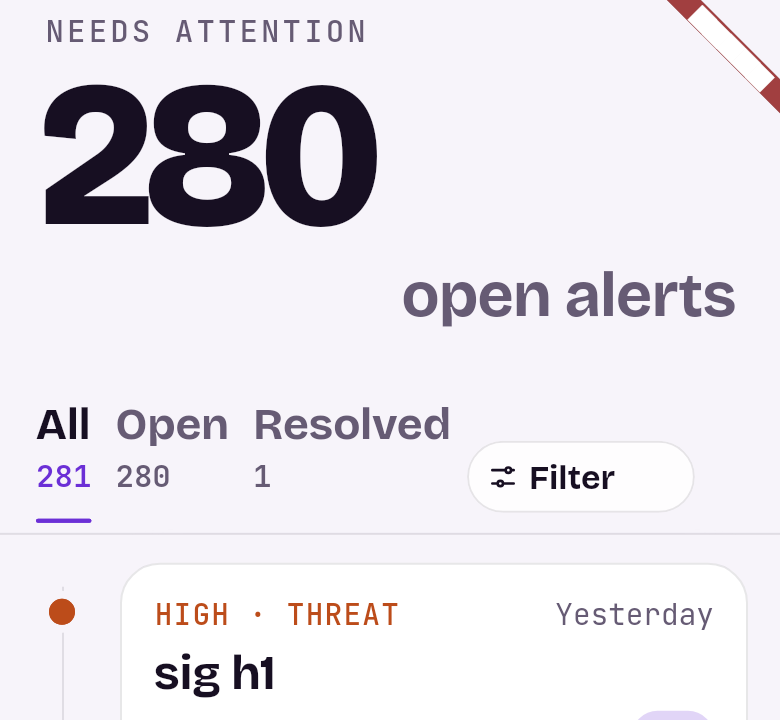 NEEDS ATTENTION
280
open alerts
All Open Resolved
281 280 1
Filter
HIGH · THREAT Yesterday
sig h1